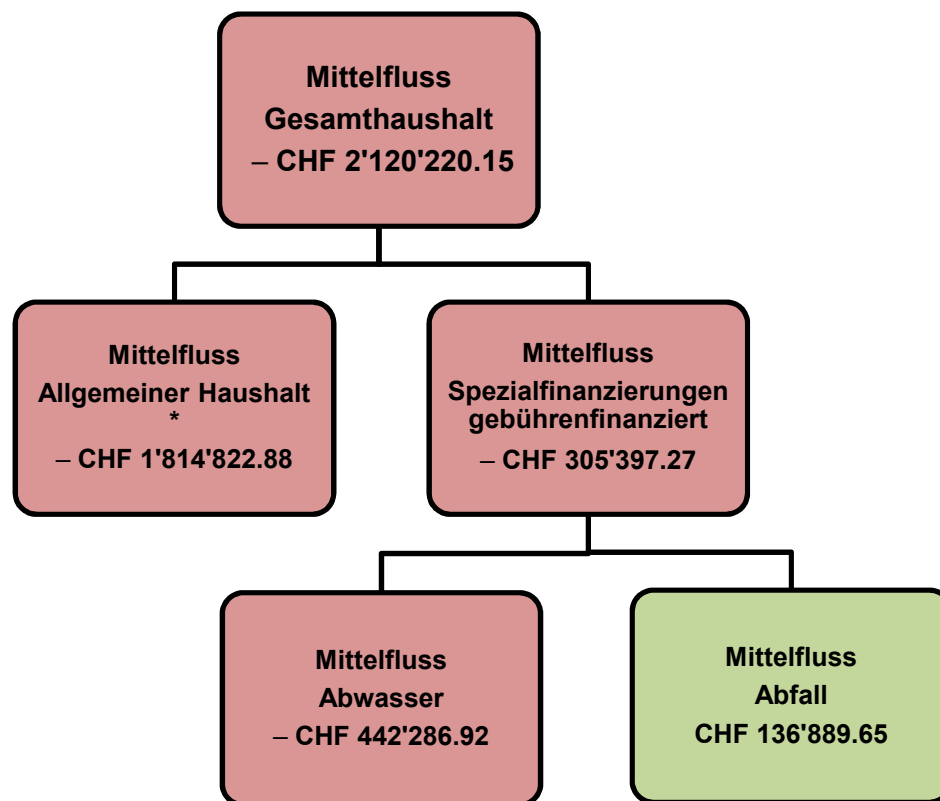 Mittelfluss
Gesamthaushalt
– CHF 2'120'220.15
Mittelfluss
Allgemeiner Haushalt
*
– CHF 1'814'822.88
Mittelfluss
Spezialfinanzierungen
gebührenfinanziert
– CHF 305'397.27
Mittelfluss
Abwasser
– CHF 442'286.92
Mittelfluss
Abfall
CHF 136'889.65